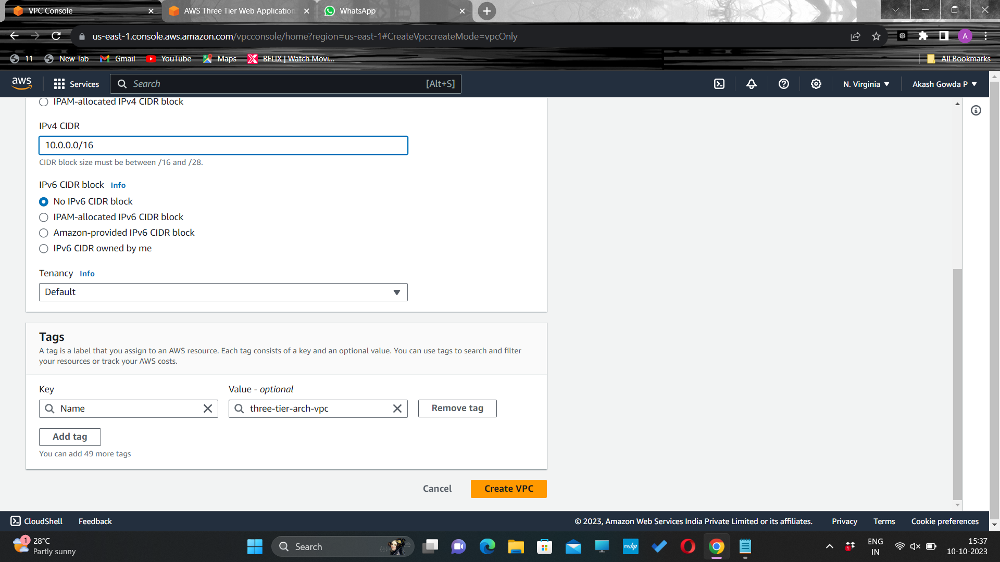 VPC Console
AWS Three Tier Web Application
WhatsApp
us-east-1.console.aws.amazon.com/vpcconsole/home?region=us-east-1#CreateVpc:createMode=vpcOnly
A
11
New Tab
Gmail
YouTube
Maps
BFLIX | Watch Movi...
All Bookmarks
aws
Services
Search
[Alt+S]
N. Virginia
Akash Gowda P
IPAM-allocated IPv4 CIDR block
IPv4 CIDR
10.0.0.0/16
CIDR block size must be between /16 and /28.
IPv6 CIDR block Info
No IPv6 CIDR block
IPAM-allocated IPv6 CIDR block
Amazon-provided IPv6 CIDR block
IPv6 CIDR owned by me
Tenancy Info
Default
Tags
A tag is a label that you assign to an AWS resource. Each tag consists of a key and an optional value. You can use tags to search and filter
your resources or track your AWS costs.
Key
Value - optional
Name
three-tier-arch-vpc
Remove tag
Add tag
You can add 49 more tags
Cancel
Create VPC
CloudShell
Feedback
© 2023, Amazon Web Services India Private Limited or its affiliates.
Privacy
Terms
Cookie preferences
1
28°C
Partly sunny
Search
myhp
1
ENG
IN
15:37
10-10-2023